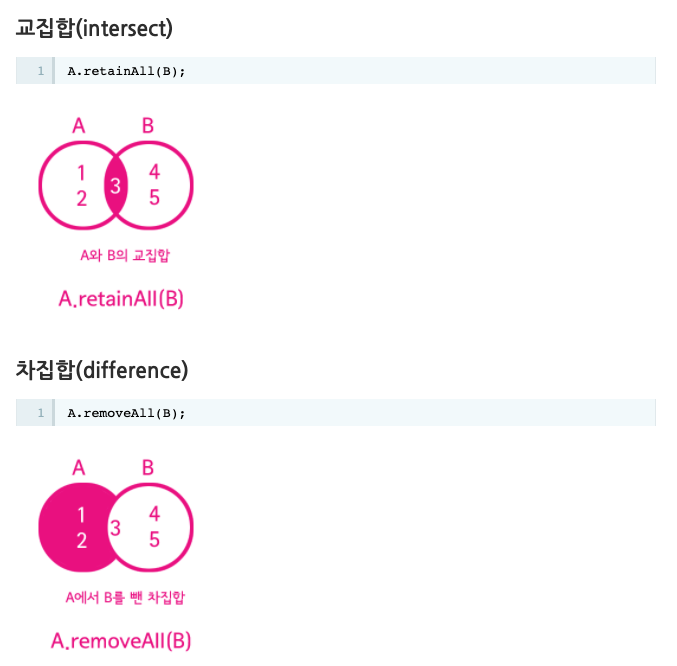 교집합(intersect)
1 A.retainAll(B);
A B
1 3 4
2 5
A와 B의 교집합
A.retainAll(B)
차집합(difference)
1 A.removeAll(B);
A B
1 3 4
2 5
A에서 B를 뺀 차집합
A.removeAll(B)